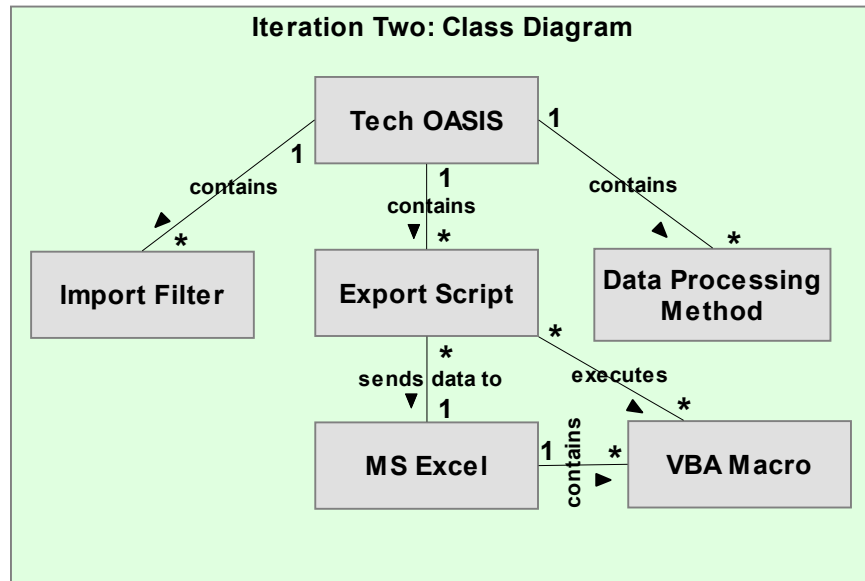 Iteration Two: Class Diagram
Tech OASIS
1
1
1
contains
contains
contains
*
*
*
Import Filter
Export Script
Data Processing
Method
*
*
sends data to
executes
1
*
MS Excel
1
contains
*
VBA Macro